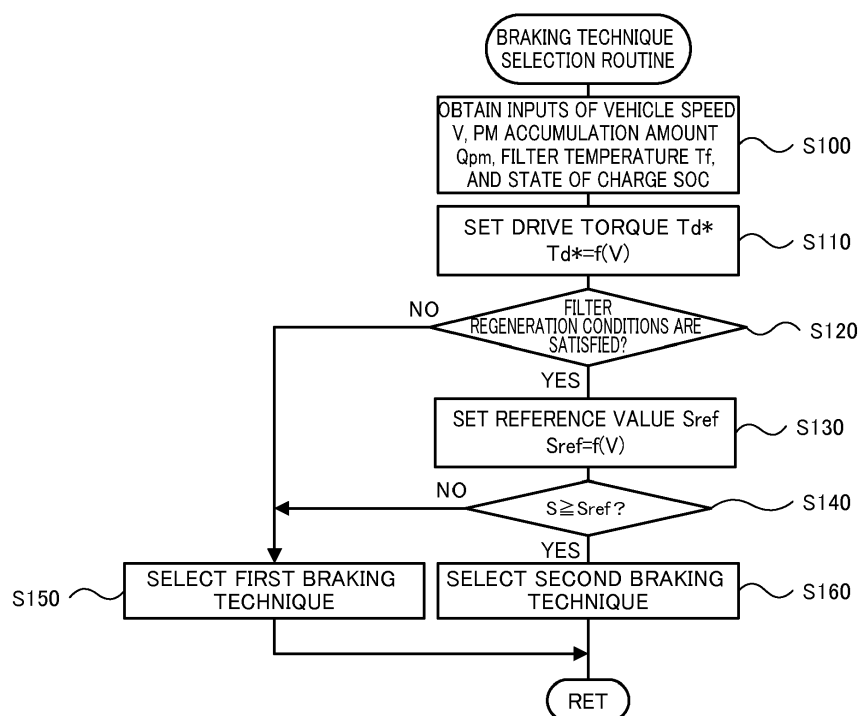 BRAKING TECHNIQUE
SELECTION ROUTINE
OBTAIN INPUTS OF VEHICLE SPEED
V, PM ACCUMULATION AMOUNT
Qpm, FILTER TEMPERATURE Tf,
AND STATE OF CHARGE SOC
S100
SET DRIVE TORQUE Td*
Td*=f(V)
S110
FILTER
REGENERATION CONDITIONS ARE
SATISFIED?
NO
S120
YES
SET REFERENCE VALUE Sref
Sref=f(V)
S130
NO
S≧Sref?
S140
YES
S150
SELECT FIRST BRAKING
TECHNIQUE
SELECT SECOND BRAKING
TECHNIQUE
S160
RET